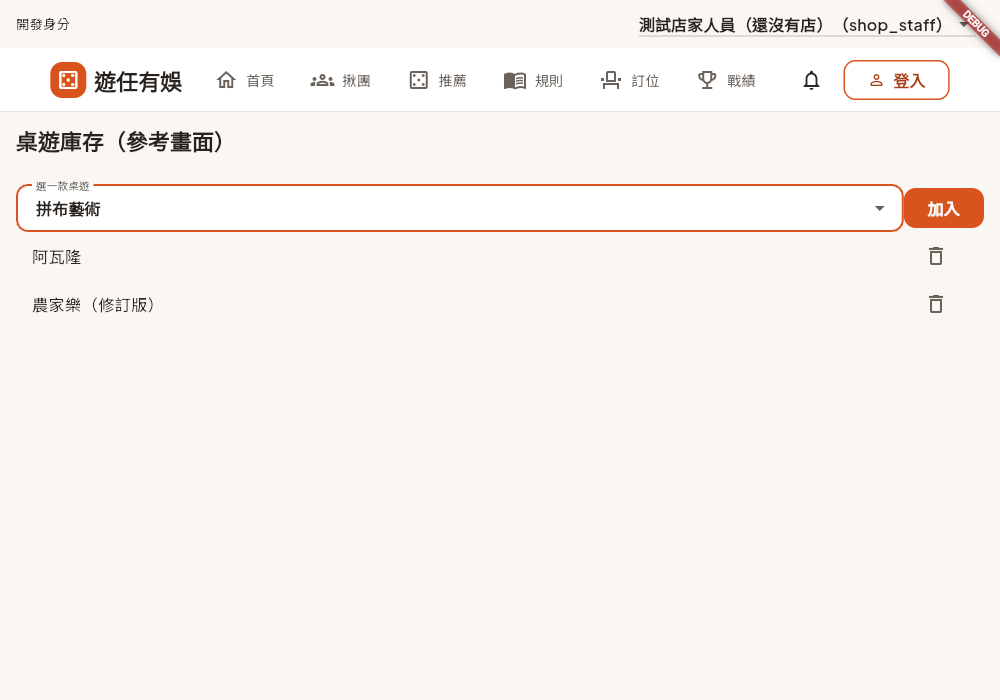 開發身分
測試店家人員（還沒有店）（shop_staff）
DEBUG
遊任有娛
首頁
揪團
推薦
規則
訂位
戰績
登入
桌遊庫存（參考畫面）
選一款桌遊
拼布藝術
加入
阿瓦隆
農家樂（修訂版）